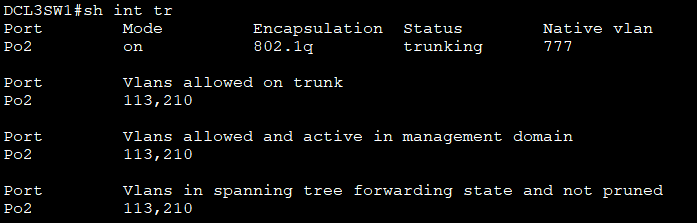 DCL3SW1#sh int tr
Port Mode Encapsulation Status Native vlan
Po2 on 802.1q trunking 777
Port Vlans allowed on trunk
Po2 113,210
Port Vlans allowed and active in management domain
Po2 113,210
Port Vlans in spanning tree forwarding state and not pruned
Po2 113,210